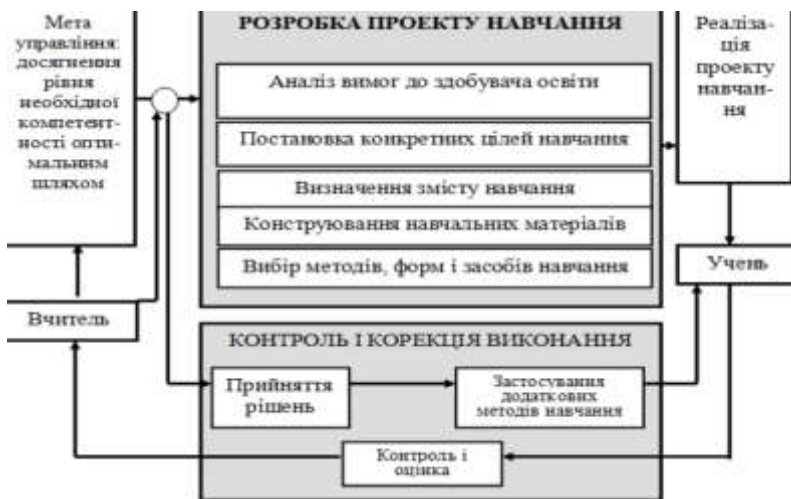 Мета
управління:
досягнення
рівня
необхідної
компетент-
ності опти-
мальним
шляхом
РОЗРОБКА ПРОЕКТУ НАВЧАННЯ
Аналіз вимог до здобувача освіти
Постановка конкретних цілей навчання
Визначення змісту навчання
Конструювання навчальних матеріалів
Вибір методів, форм і засобів навчання
Реаліза-
ція
проекту
навчан-
ня
Учень
Вчитель
КОНТРОЛЬ І КОРЕКЦІЯ ВИКОНАННЯ
Прийняття
рішень
Застосування
додаткових
методів навчання
Контроль і
оцінка